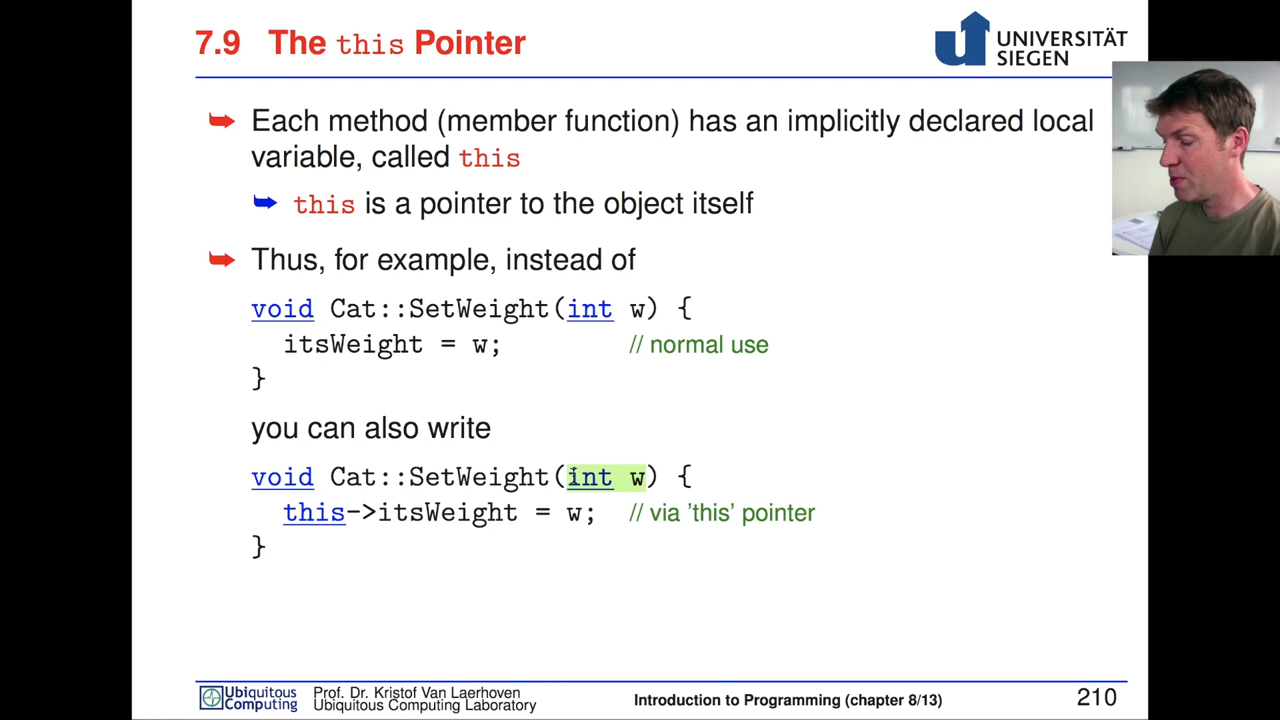 7.9 The this Pointer
UNIVERSITÄT
SIEGEN
➥ Each method (member function) has an implicitly declared local
variable, called this
➥ this is a pointer to the object itself
➥ Thus, for example, instead of
void Cat::SetWeight(int w) {
itsWeight = w; // normal use
}
you can also write
void Cat::SetWeight(int w) {
this->itsWeight = w; // via 'this' pointer
}
Ubiquitous
Computing
Prof. Dr. Kristof Van Laerhoven
Ubiquitous Computing Laboratory
Introduction to Programming (chapter 8/13)
210